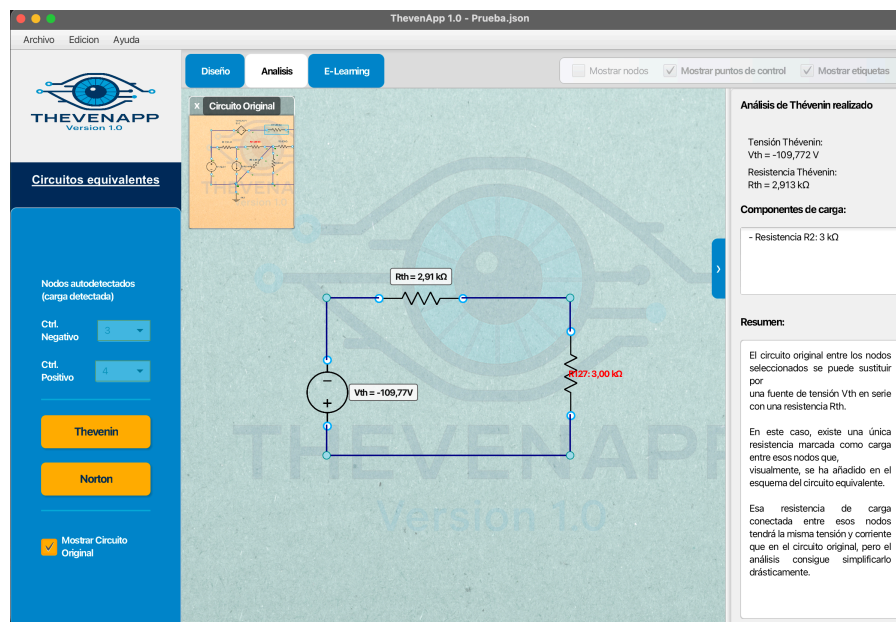 ThevenApp 1.0 - Prueba.json
Archivo Edicion Ayuda
THEVENAPP
Version 1.0
Diseño Analisis E-Learning
Mostrar nodos Mostrar puntos de control Mostrar etiquetas
Circuitos equivalentes
Nodos autodetectados
(carga detectada)
Ctrl.
Negativo
3
Ctrl.
Positivo
4
Thevenin
Norton
Mostrar Circuito
Original
X Circuito Original
Rth = 2,91 kΩ
R127: 3,00 kΩ
Vth = -109,77V
THEVENAPP
Version 1.0
Análisis de Thévenin realizado
Tensión Thévenin:
Vth = -109,772 V
Resistencia Thévenin:
Rth = 2,913 kΩ
Componentes de carga:
- Resistencia R2: 3 kΩ
Resumen:
El circuito original entre los nodos
seleccionados se puede sustituir
por
una fuente de tensión Vth en serie
con una resistencia Rth.
En este caso, existe una única
resistencia marcada como carga
entre esos nodos que,
visualmente, se ha añadido en el
esquema del circuito equivalente.
Esa resistencia de carga
conectada entre esos nodos
tendrá la misma tensión y corriente
que en el circuito original, pero el
análisis consigue simplificarlo
drásticamente.